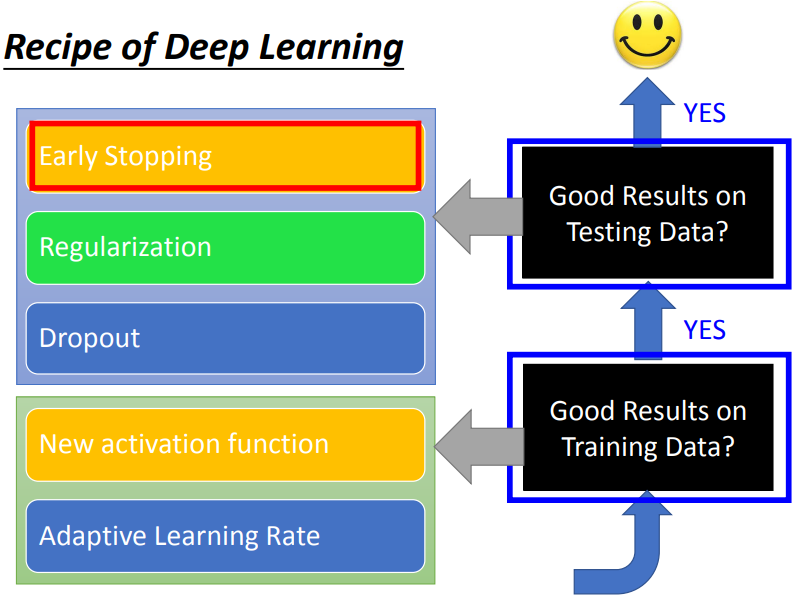 Recipe of Deep Learning
YES
Early Stopping
Good Results on
Testing Data?
Regularization
YES
Dropout
Good Results on
Training Data?
New activation function
Adaptive Learning Rate